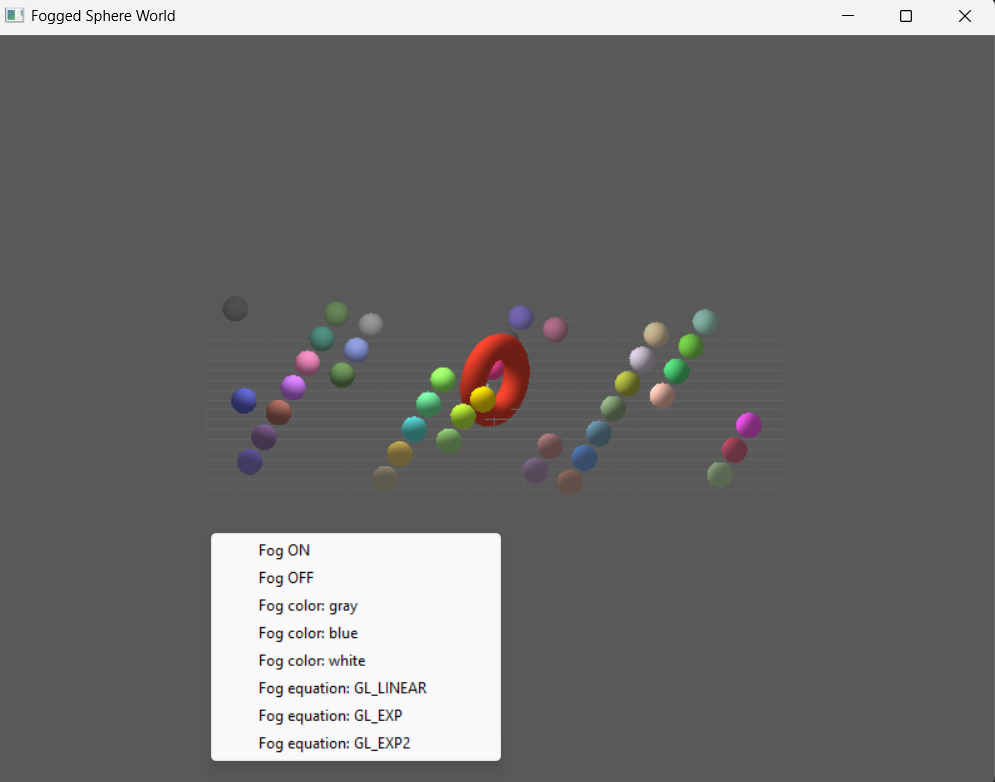 Fogged Sphere World
Fog ON
Fog OFF
Fog color: gray
Fog color: blue
Fog color: white
Fog equation: GL_LINEAR
Fog equation: GL_EXP
Fog equation: GL_EXP2